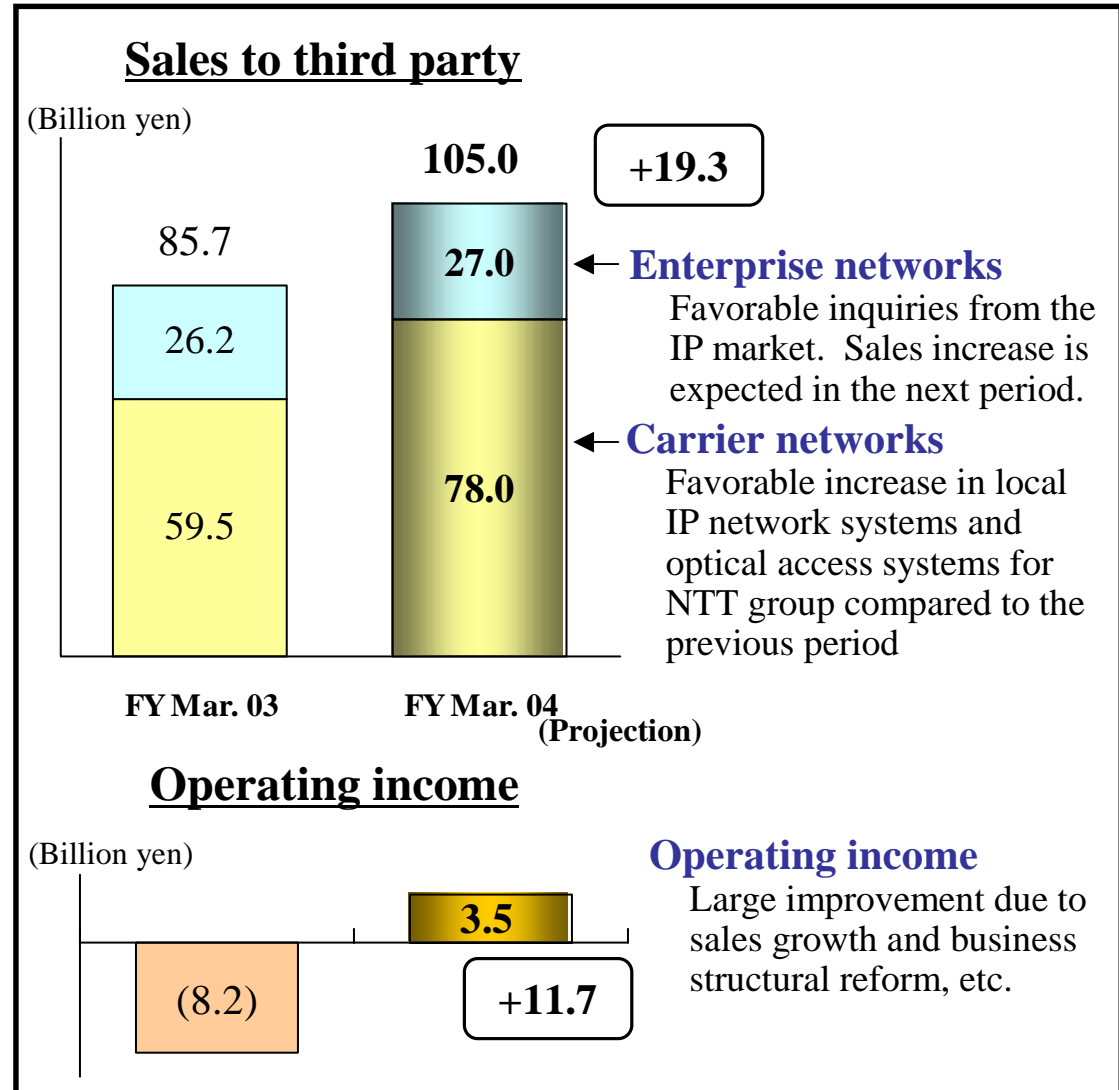 Sales to third party
(Billion yen)
105.0
+19.3
85.7
27.0
Enterprise networks
Favorable inquiries from the
IP market. Sales increase is
expected in the next period.
26.2
Carrier networks
78.0
Favorable increase in local
IP network systems and
optical access systems for
NTT group compared to the
previous period
59.5
FY Mar. 03
FY Mar. 04
(Projection)
Operating income
(Billion yen)
Operating income
Large improvement due to
sales growth and business
structural reform, etc.
3.5
(8.2)
+11.7